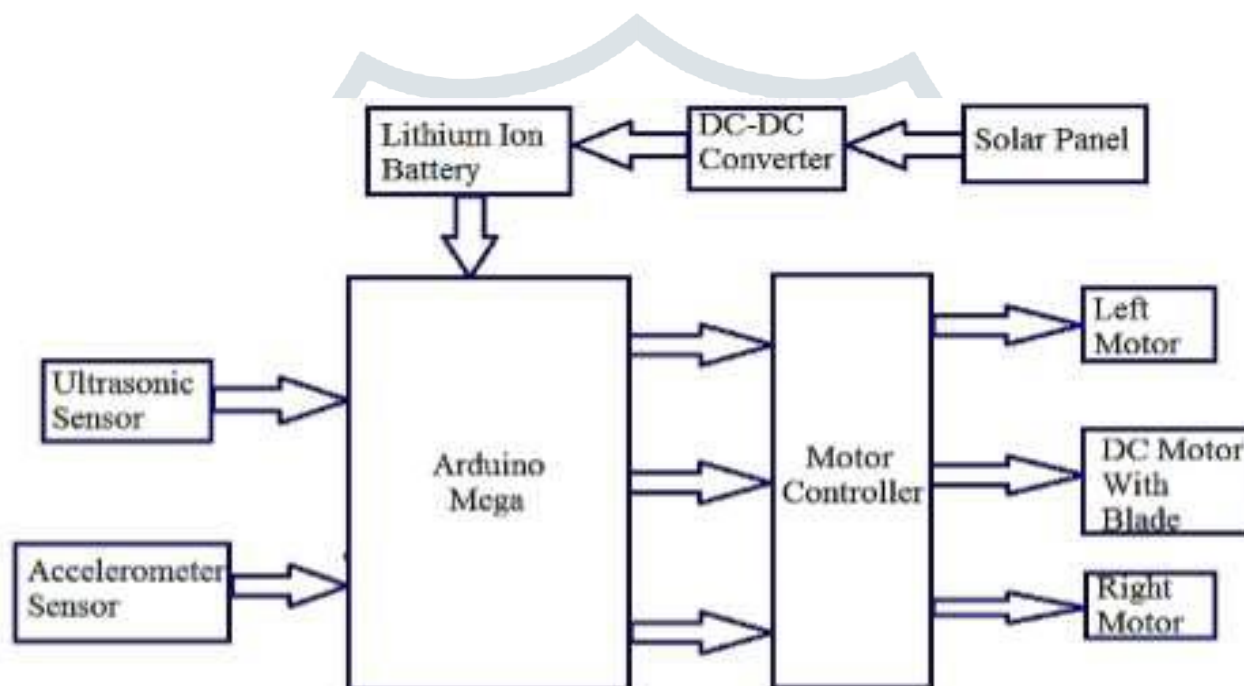 Lithium Ion
Battery
DC-DC
Converter
Solar Panel
Ultrasonic
Sensor
Accelerometer
Sensor
Arduino
Mega
Motor
Controller
Left
Motor
DC Motor
With
Blade
Right
Motor